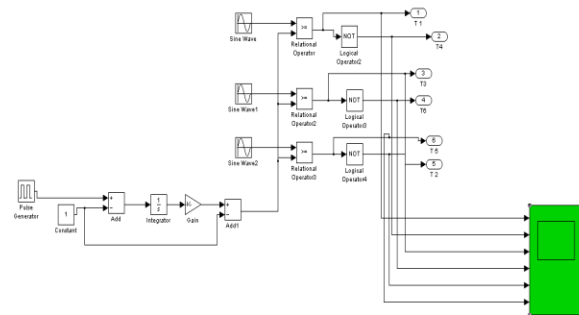 1
T 1
Sine Wave
>=
Relational
Operator
NOT
Logical
Operator2
2
T4
3
T3
Sine Wave1
>=
Relational
Operator2
NOT
Logical
Operator3
4
T6
6
T 5
Sine Wave2
>=
Relational
Operator3
NOT
Logical
Operator4
5
T 2
Pulse
Generator
1
Constant
+
−
Add
1
s
Integrator
Gain
+
−
Add1